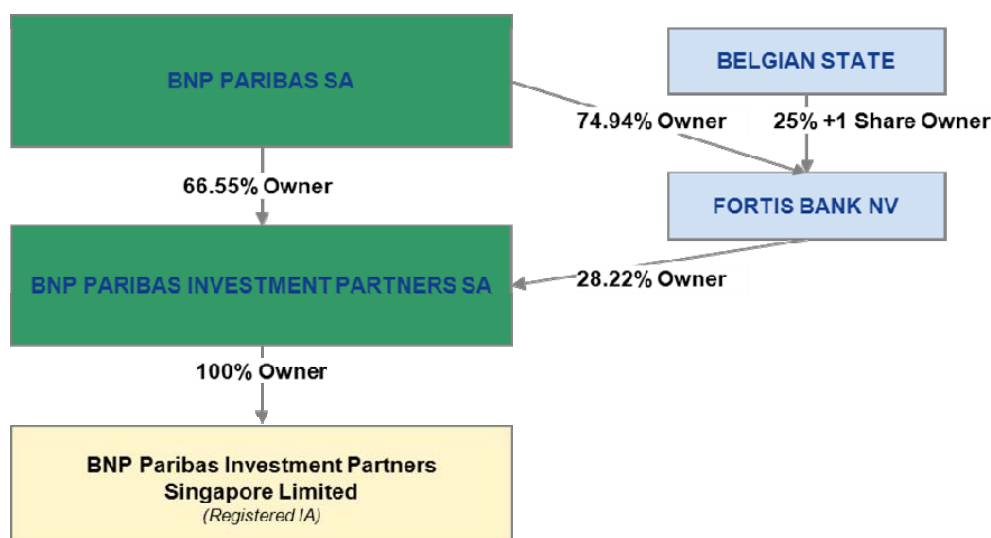 BNP PARIBAS SA
BELGIAN STATE
74.94% Owner
25% +1 Share Owner
66.55% Owner
FORTIS BANK NV
BNP PARIBAS INVESTMENT PARTNERS SA
28.22% Owner
100% Owner
BNP Paribas Investment Partners
Singapore Limited
(Registered IA)